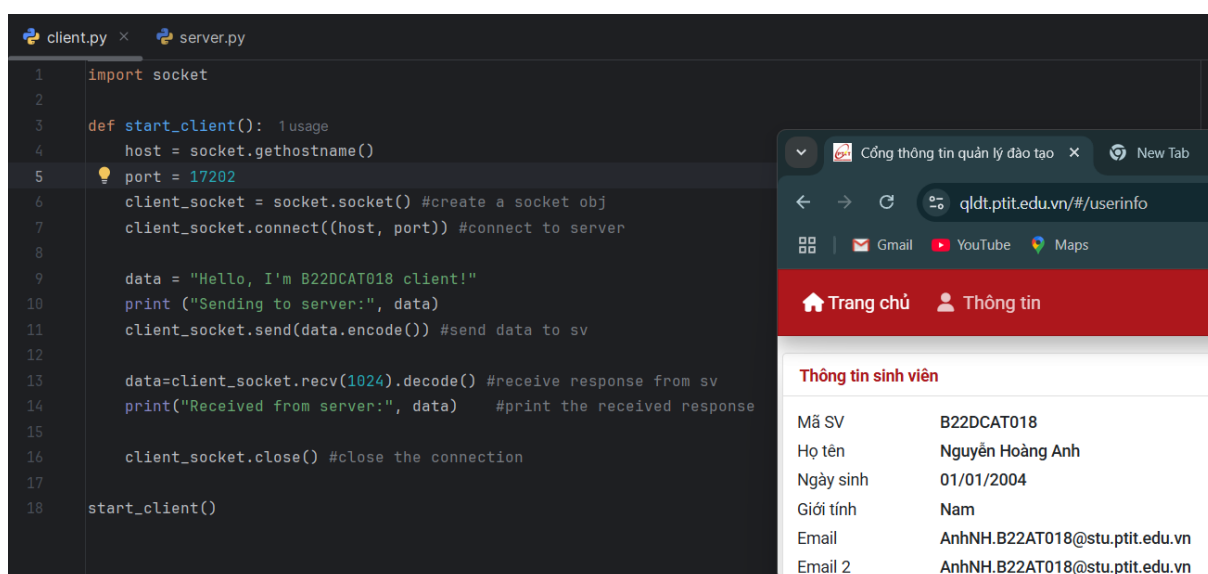 client.py
server.py
1 import socket
2
3 def start_client(): 1 usage
4 host = socket.gethostname()
5 port = 17202
6 client_socket = socket.socket() #create a socket obj
7 client_socket.connect((host, port)) #connect to server
8
9 data = "Hello, I'm B22DCAT018 client!"
10 print ("Sending to server:", data)
11 client_socket.send(data.encode()) #send data to sv
12
13 data=client_socket.recv(1024).decode() #receive response from sv
14 print("Received from server:", data) #print the received response
15
16 client_socket.close() #close the connection
17
18 start_client()
Cổng thông tin quản lý đào tạo New Tab
qldt.ptit.edu.vn/#/userinfo
Gmail YouTube Maps
Trang chủ Thông tin
Thông tin sinh viên
Mã SV B22DCAT018
Họ tên Nguyễn Hoàng Anh
Ngày sinh 01/01/2004
Giới tính Nam
Email AnhNH.B22AT018@stu.ptit.edu.vn
Email 2 AnhNH.B22AT018@stu.ptit.edu.vn